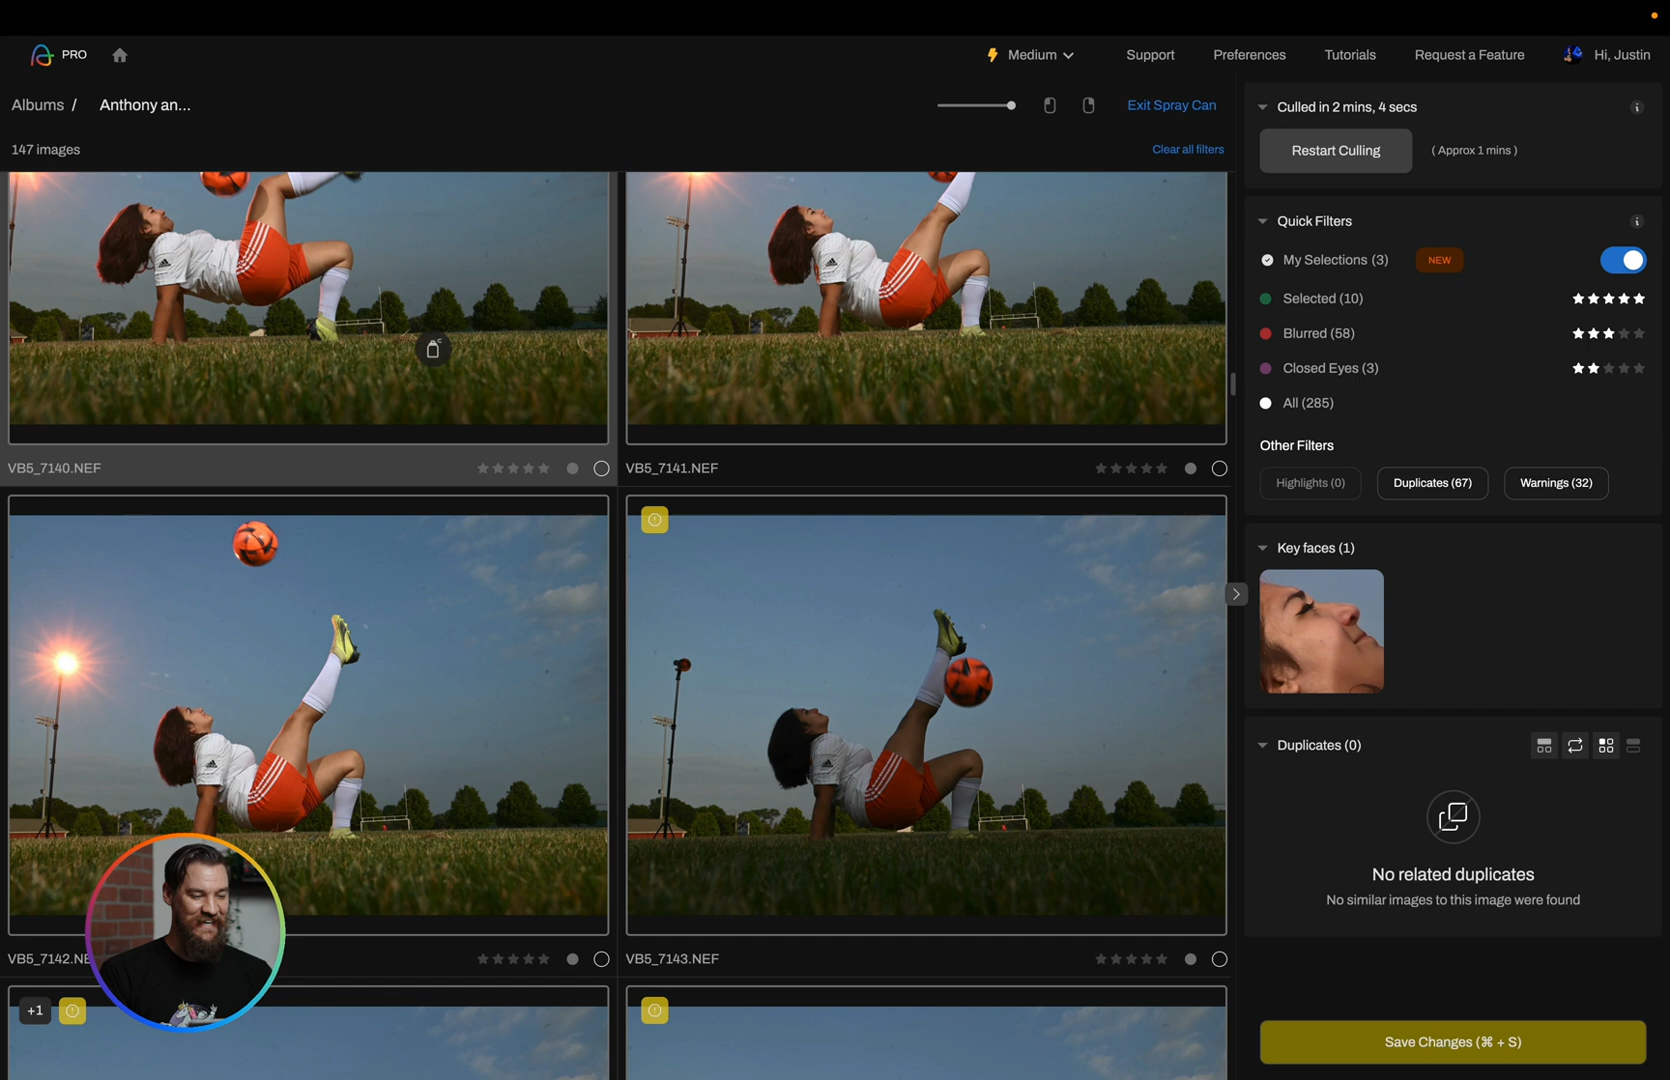 PRO
Medium
Support
Preferences
Tutorials
Request a Feature
Hi, Justin
Albums / Anthony an...
Exit Spray Can
147 images
Clear all filters
Culled in 2 mins, 4 secs
Restart Culling
( Approx 1 mins )
Quick Filters
My Selections (3)
NEW
Selected (10)
Blurred (58)
Closed Eyes (3)
All (285)
Other Filters
Highlights (0)
Duplicates (67)
Warnings (32)
VB5_7140.NEF
VB5_7141.NEF
Key faces (1)
Duplicates (0)
No related duplicates
No similar images to this image were found
VB5_7142.NE
VB5_7143.NEF
+1
Save Changes (⌘ + S)